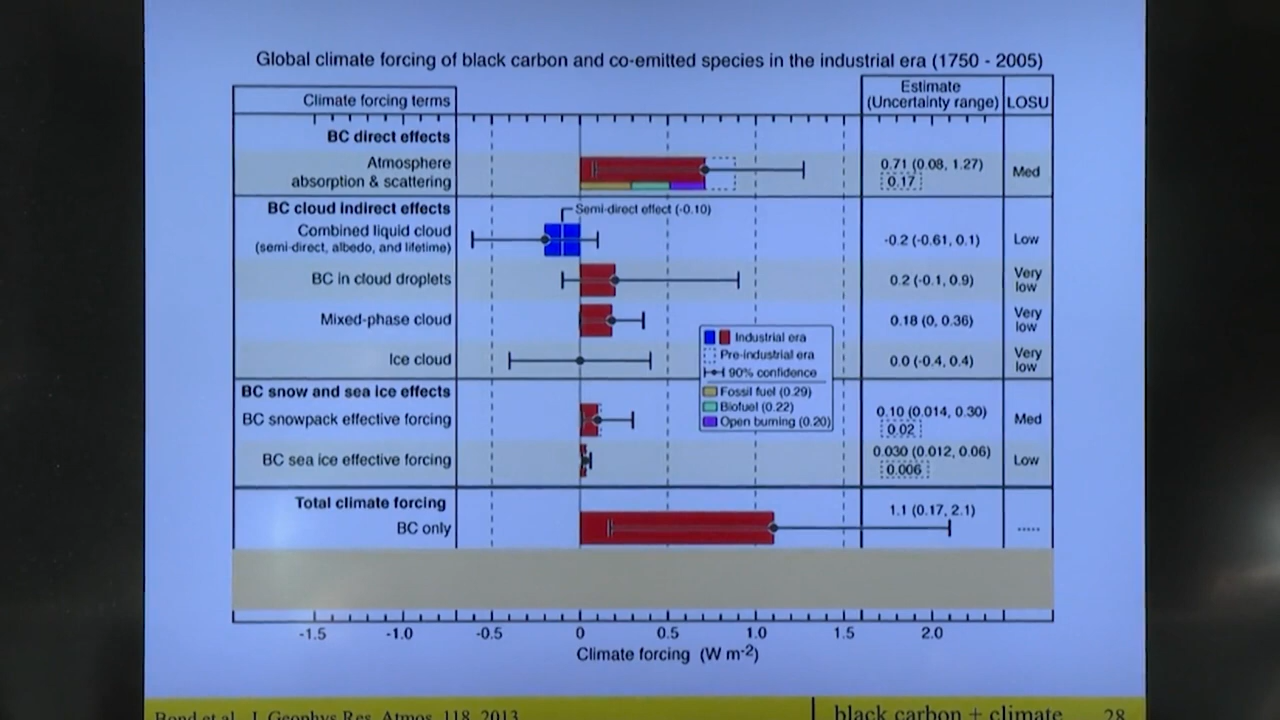 Global climate forcing of black carbon and co-emitted species in the industrial era (1750 - 2005)
Climate forcing terms
Estimate
(Uncertainty range)
LOSU
BC direct effects
Atmosphere
absorption & scattering
0.71 (0.08, 1.27)
0.17
Med
BC cloud indirect effects
Semi-direct effect (-0.10)
Combined liquid cloud
(semi-direct, albedo, and lifetime)
-0.2 (-0.61, 0.1)
Low
BC in cloud droplets
0.2 (-0.1, 0.9)
Very
low
Mixed-phase cloud
0.18 (0, 0.36)
Very
low
Ice cloud
0.0 (-0.4, 0.4)
Very
low
Industrial era
Pre-industrial era
90% confidence
Fossil fuel (0.29)
Biofuel (0.22)
Open burning (0.20)
BC snow and sea ice effects
BC snowpack effective forcing
0.10 (0.014, 0.30)
0.02
Med
BC sea ice effective forcing
0.030 (0.012, 0.06)
0.006
Low
Total climate forcing
BC only
1.1 (0.17, 2.1)
-----
-1.5 -1.0 -0.5 0 0.5 1.0 1.5 2.0
Climate forcing (W m-2)
Bond et al., J. Geophys. Res. Atmos., 118, 2013
black carbon + climate 28